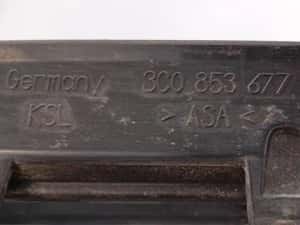 Germany 3C0 853 677
KSL > ASA <